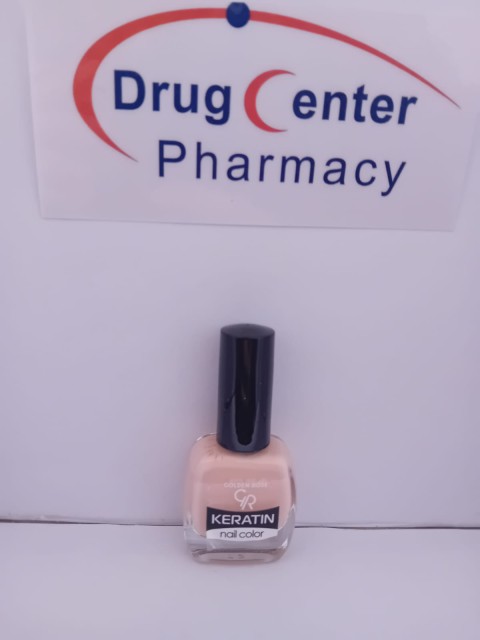 Drug Center
Pharmacy
GOLDEN ROSE
GR
KERATIN
nail color